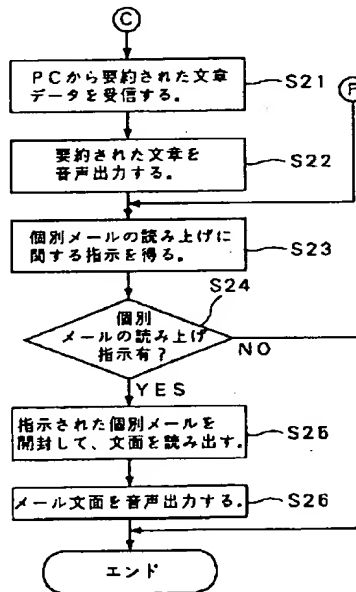 C
PCから要約された文章
データを受信する。
S21
F
要約された文章を
音声出力する。
S22
個別メールの読み上げに
関する指示を得る。
S23
S24
個別
メールの読み上げ
指示有?
NO
YES
指示された個別メールを
開封して、文面を読み出す。
S25
メール文面を音声出力する。
S26
エンド